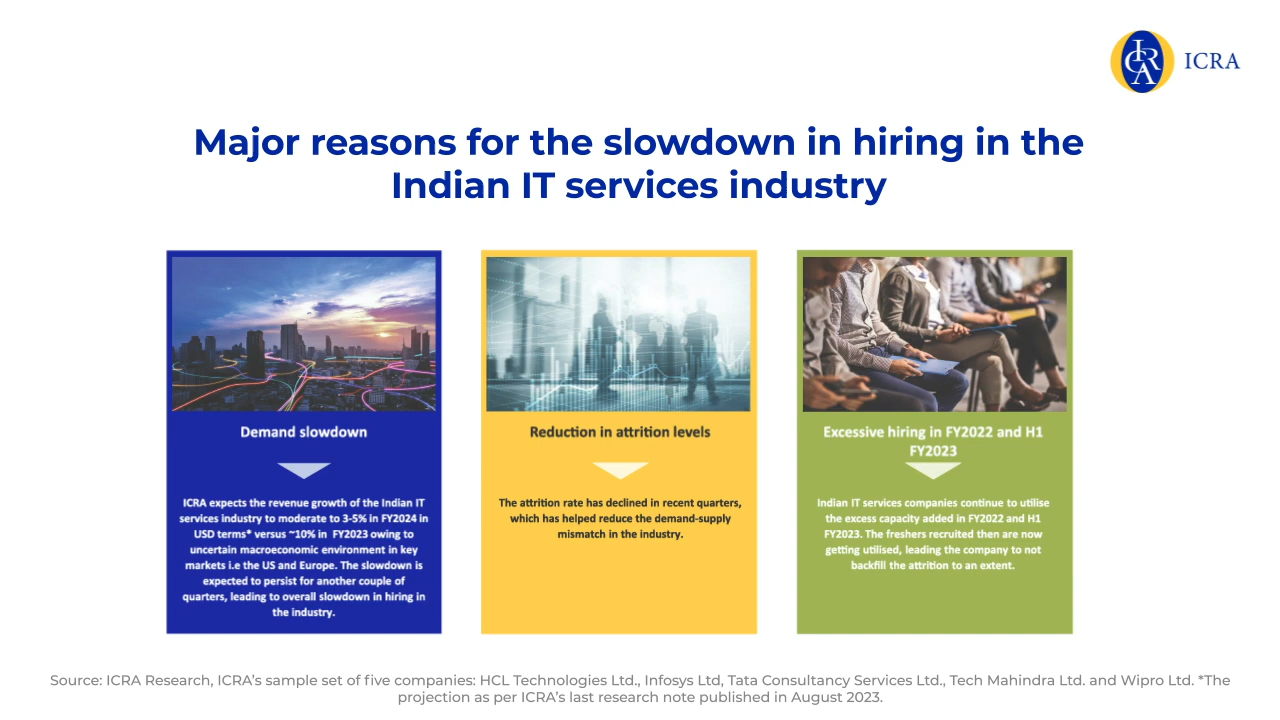 ICRA
ICRA
Major reasons for the slowdown in hiring in the
Indian IT services industry
Demand slowdown
ICRA expects the revenue growth of the Indian IT
services industry to moderate to 3-5% in FY2024 in
USD terms* versus ~10% in FY2023 owing to
uncertain macroeconomic environment in key
markets i.e the US and Europe. The slowdown is
expected to persist for another couple of
quarters, leading to overall slowdown in hiring in
the industry.
Reduction in attrition levels
The attrition rate has declined in recent quarters,
which has helped reduce the demand-supply
mismatch in the industry.
Excessive hiring in FY2022 and H1
FY2023
Indian IT services companies continue to utilise
the excess capacity added in FY2022 and H1
FY2023. The freshers recruited then are now
getting utilised, leading the company to not
backfill the attrition to an extent.
Source: ICRA Research, ICRA’s sample set of five companies: HCL Technologies Ltd., Infosys Ltd, Tata Consultancy Services Ltd., Tech Mahindra Ltd. and Wipro Ltd. *The
projection as per ICRA’s last research note published in August 2023.